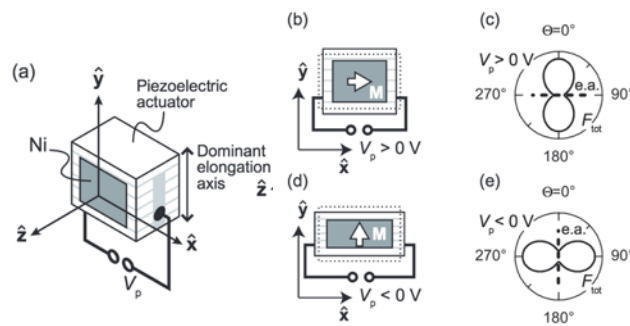 (a)
ŷ
Piezoelectric
actuator
Ni
Dominant
elongation
axis
ẑ
ẑ
x̂
Vp
(b)
ŷ
M
x̂
Vp > 0 V
(c)
Θ=0°
Vp > 0 V
e.a.
270°
90°
Ftot
180°
(d)
ŷ
M
x̂
Vp < 0 V
(e)
Θ=0°
Vp < 0 V
e.a.
270°
90°
Ftot
180°